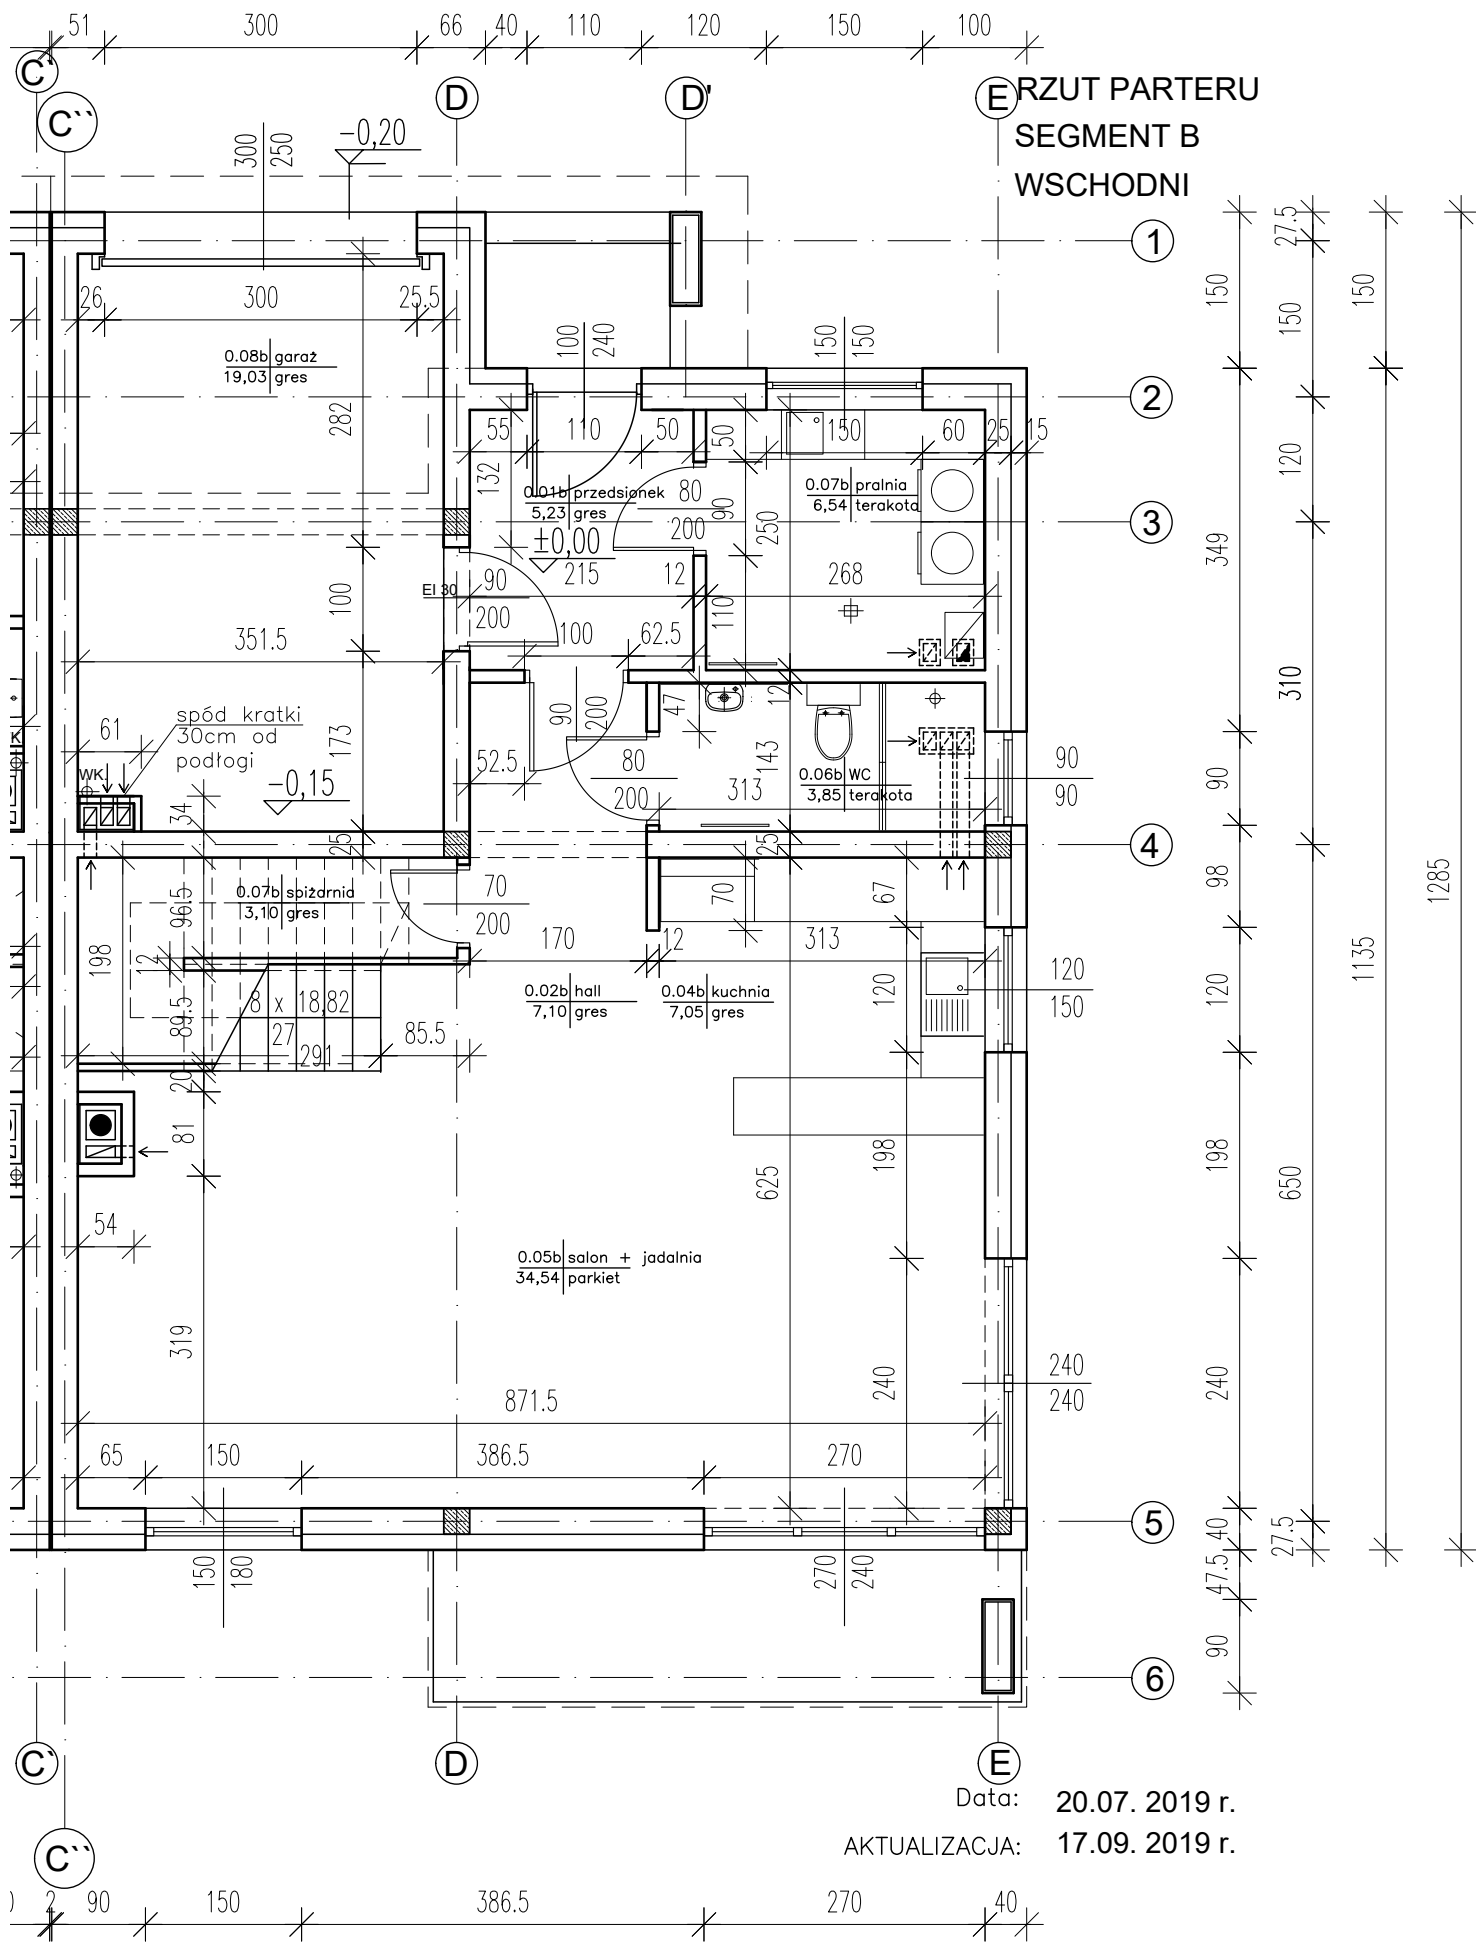 51 300 66 40 110 120 150 100
C` C`` D D' E
RZUT PARTERU
SEGMENT B
WSCHODNI
300
250
-0,20
1
27.5
150 150 150
26 300 25.5
100
240
150
150
0.08b garaż
19,03 gres
282
2
55 110 50 50 150 60 25 15
132
120
0.01b przedsionek
5,23 gres
80
200
90
250
0.07b pralnia
6,54 terakota
3
±0,00
349
EI 30
90
200
215 12 268
100
110
351.5
100 62.5
310
61
spód kratki
30cm od
podłogi
173
90
200
47
12
WK.
K
-0,15
52.5
80
200
143
313
0.06b WC
3,85 terakota
90
90
90
34
25
25
4
0.07b spiżarnia
3,10 gres
96.5
70
200
70
67
98
1285
198
12
170 12 313
1135
0.02b hall
7,10 gres
0.04b kuchnia
7,05 gres
120
120
150
120
89.5
8 x 18,82
27
291
85.5
20
81
625
198
198
650
54
0.05b salon + jadalnia
34,54 parkiet
319
240
240
240
240
871.5
65 150 386.5 270
5
40
27.5
150
180
270
240
47.5
90
6
C` D E
Data: 20.07. 2019 r.
AKTUALIZACJA: 17.09. 2019 r.
C``
2 90 150 386.5 270 40